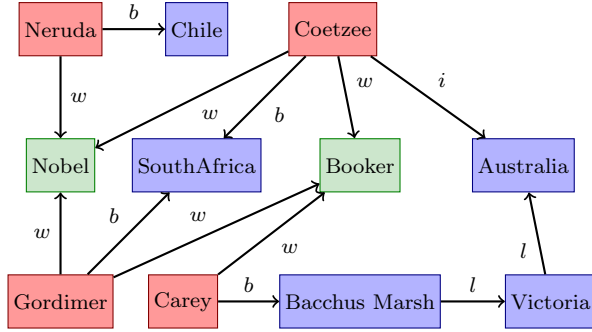 Neruda b Chile Coetzee
w w b w i
Nobel SouthAfrica Booker Australia
w b w w l
Gordimer Carey b Bacchus Marsh l Victoria